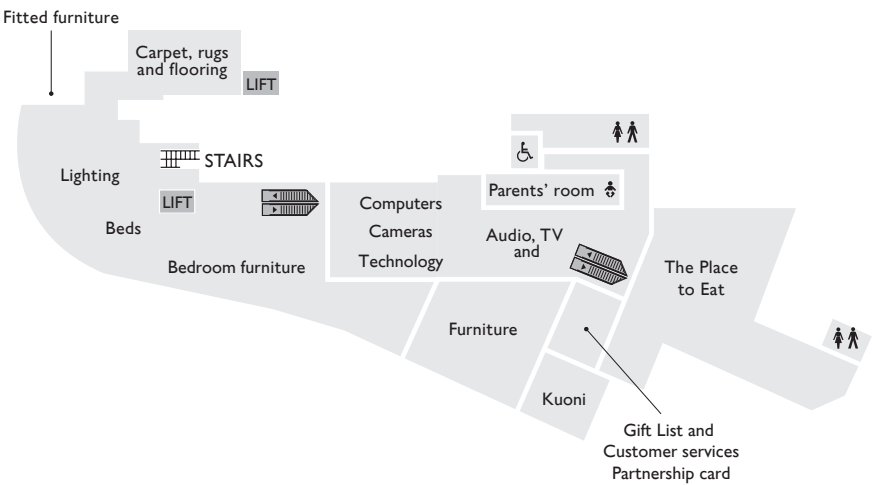 Fitted furniture
Carpet, rugs
and flooring
LIFT
STAIRS
Lighting
LIFT
Beds
Bedroom furniture
Computers
Cameras
Technology
Parents’ room
Audio, TV
and
The Place
to Eat
Furniture
Kuoni
Gift List and
Customer services
Partnership card